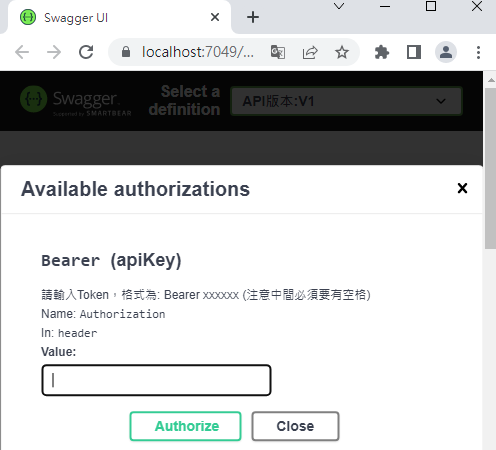 Swagger UI
localhost:7049/...
Swagger.
Supported by SMARTBEAR
Select a
definition
API版本:V1
Available authorizations
Bearer (apiKey)
請輸入Token，格式為: Bearer xxxxxx (注意中間必須要有空格)
Name: Authorization
In: header
Value:
Authorize
Close